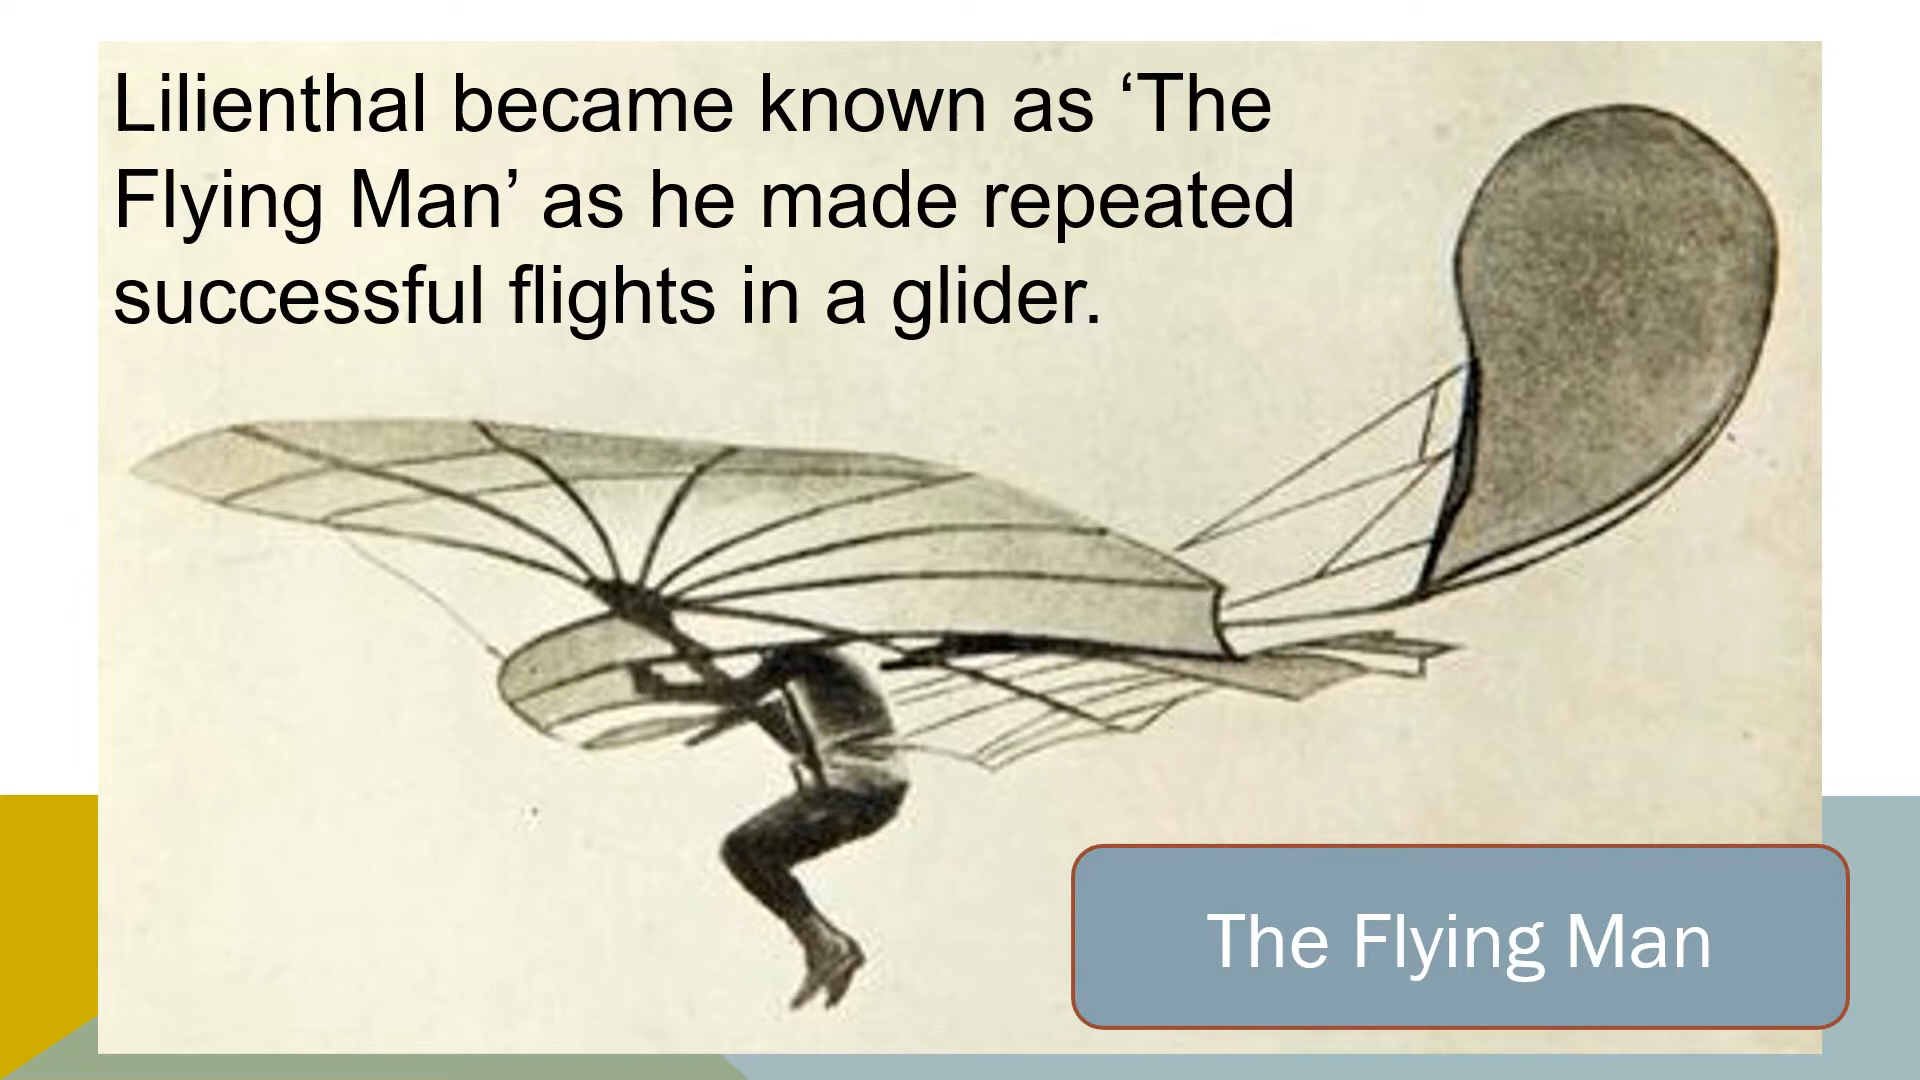 Lilienthal became known as ‘The
Flying Man’ as he made repeated
successful flights in a glider.
The Flying Man